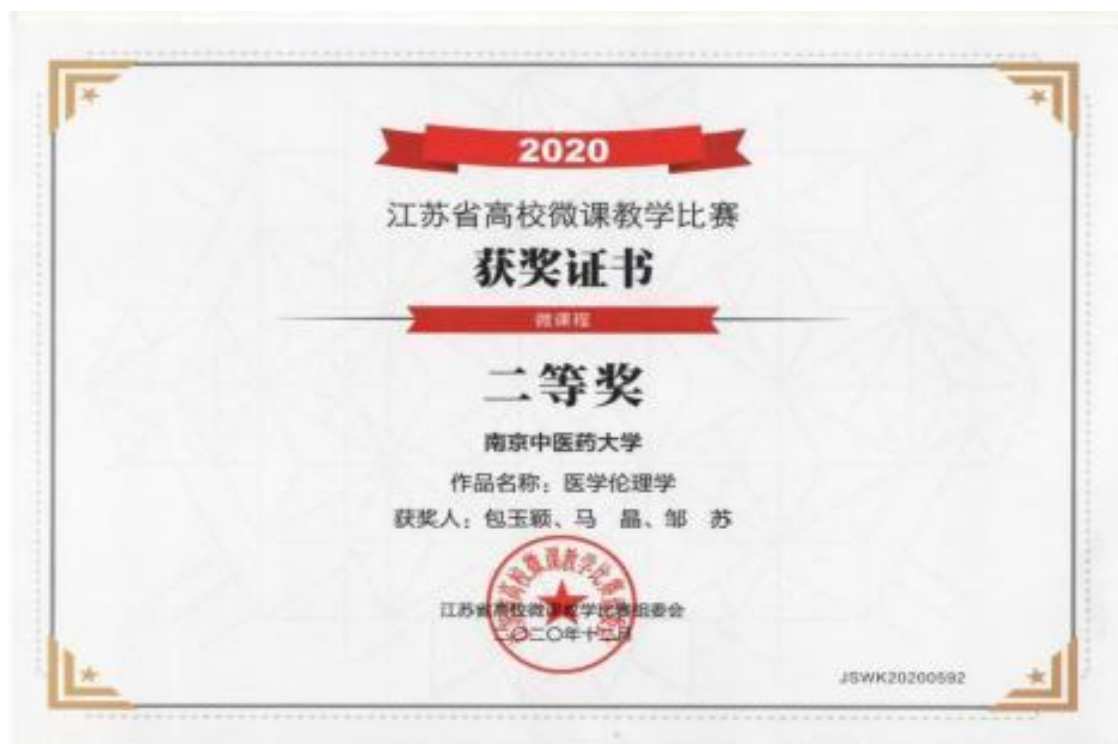 2020
江苏省高校微课教学比赛
获奖证书
微课程
二等奖
南京中医药大学
作品名称：医学伦理学
获奖人：包玉颖、马 晶、邹 苏
江苏省高校微课教学比赛组委会
二〇二〇年十二月
JSWK20200592